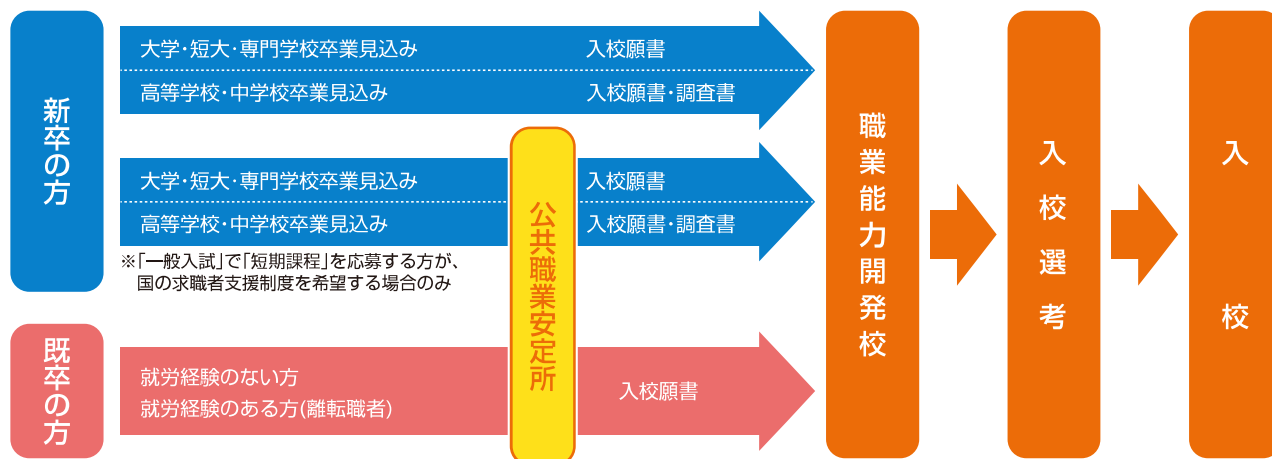 新卒の方
大学・短大・専門学校卒業見込み 入校願書
高等学校・中学校卒業見込み 入校願書・調査書
大学・短大・専門学校卒業見込み 入校願書
高等学校・中学校卒業見込み 入校願書・調査書
※「一般入試」で「短期課程」を応募する方が、
国の求職者支援制度を希望する場合のみ
既卒の方
就労経験のない方
就労経験のある方(離転職者)
入校願書
公共職業安定所
職業能力開発校
入校選考
入校